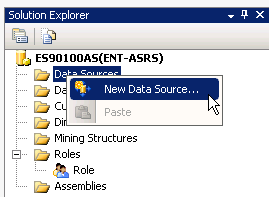 Solution Explorer
ES90100AS(ENT-ASRS)
Data Sources
New Data Source...
Paste
Mining Structures
Roles
Role
Assemblies